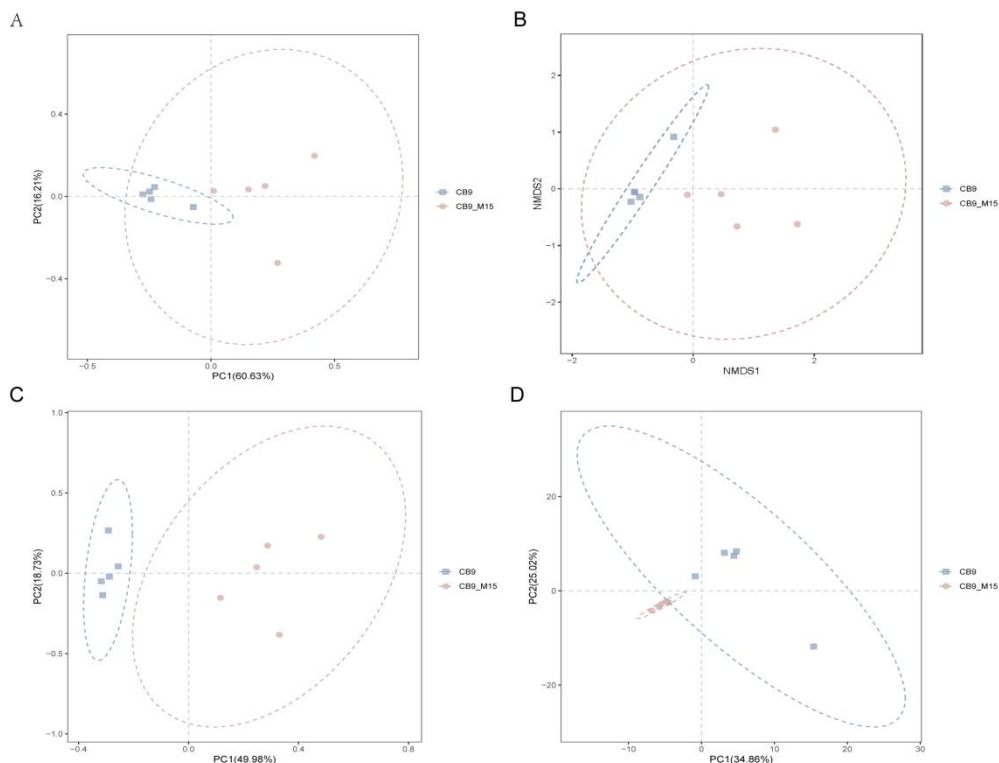 A
PC2(16.21%)
0.4
0.0
−0.4
−0.5
0.0
0.5
PC1(60.63%)
CB9
CB9_M15
B
NMDS2
2
1
0
−1
−2
−2
0
2
NMDS1
CB9
CB9_M15
C
PC2(18.73%)
1.0
0.5
0.0
−0.5
−1.0
−0.4
0.0
0.4
0.8
PC1(49.98%)
CB9
CB9_M15
D
PC2(25.02%)
20
0
−20
−10
0
10
20
30
PC1(34.86%)
CB9
CB9_M15